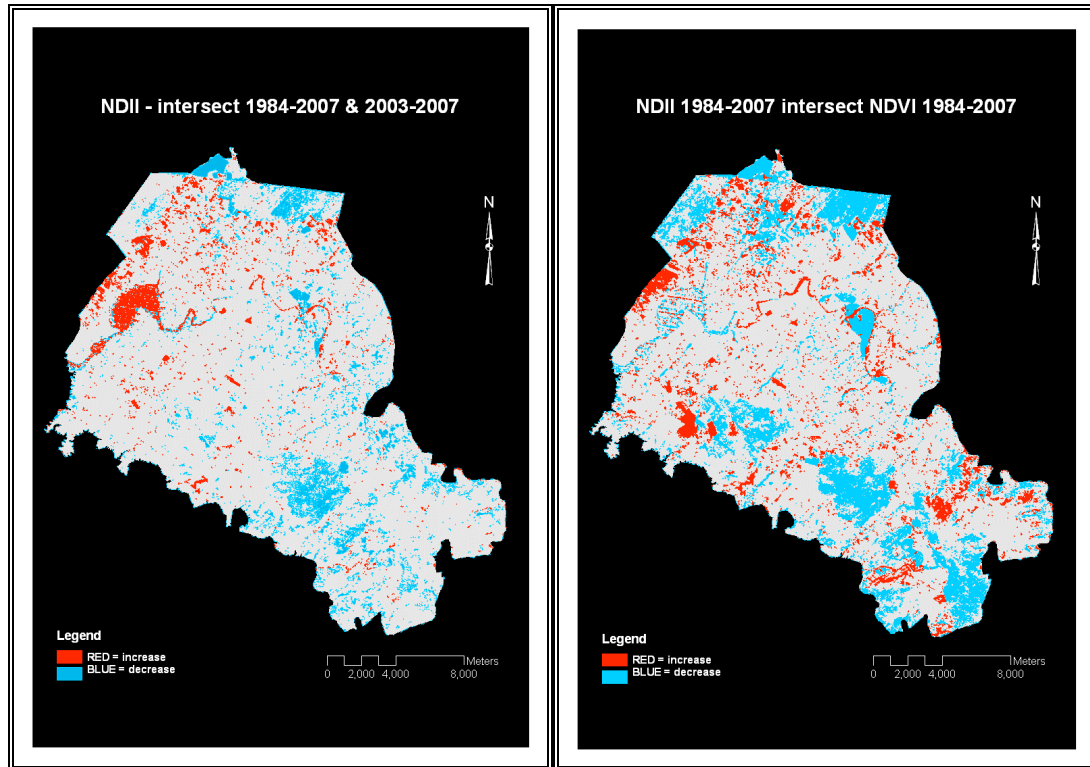 NDII - intersect 1984-2007 & 2003-2007
N
Legend
RED = increase
BLUE = decrease
Meters
0 2,000 4,000 8,000
NDII 1984-2007 intersect NDVI 1984-2007
N
Legend
RED = increase
BLUE = decrease
Meters
0 2,000 4,000 8,000